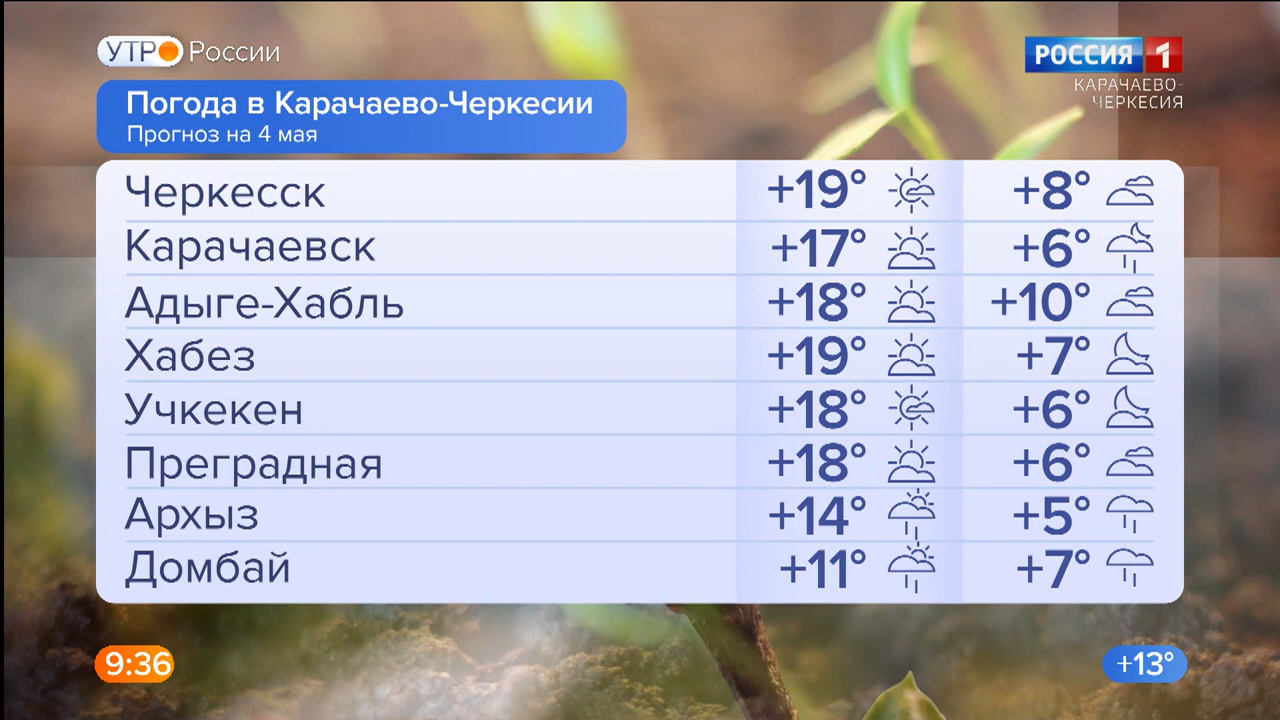 УТРО России
РОССИЯ 1
КАРАЧАЕВО-
ЧЕРКЕСИЯ
Погода в Карачаево-Черкесии
Прогноз на 4 мая
Черкесск +19° +8°
Карачаевск +17° +6°
Адыге-Хабль +18° +10°
Хабез +19° +7°
Учкекен +18° +6°
Преградная +18° +6°
Архыз +14° +5°
Домбай +11° +7°
9:36 +13°